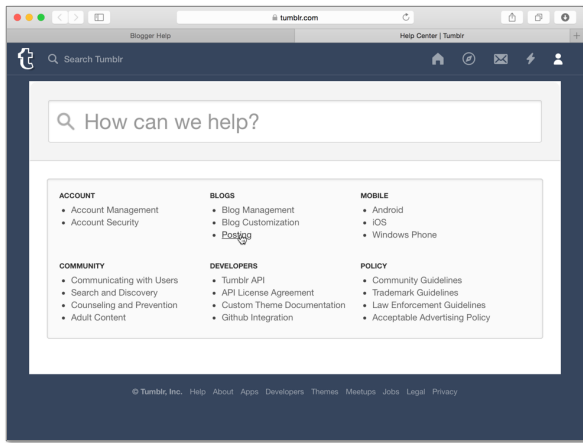 tumblr.com
Blogger Help
Help Center | Tumblr
Search Tumblr
How can we help?
ACCOUNT
Account Management
Account Security
BLOGS
Blog Management
Blog Customization
Posting
MOBILE
Android
iOS
Windows Phone
COMMUNITY
Communicating with Users
Search and Discovery
Counseling and Prevention
Adult Content
DEVELOPERS
Tumblr API
API License Agreement
Custom Theme Documentation
Github Integration
POLICY
Community Guidelines
Trademark Guidelines
Law Enforcement Guidelines
Acceptable Advertising Policy
© Tumblr, Inc. Help About Apps Developers Themes Meetups Jobs Legal Privacy